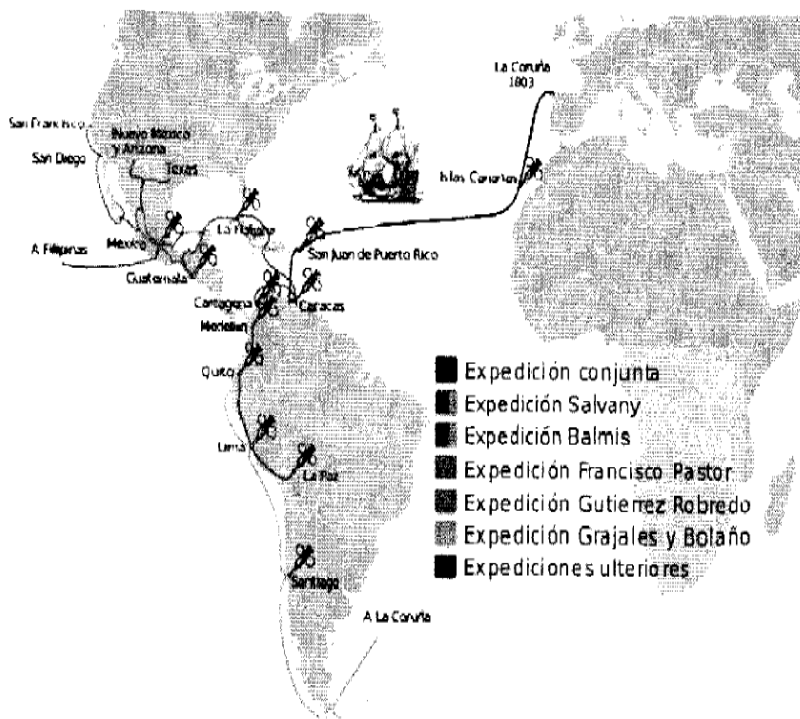 La Coruña
1803
San Francisco
Nuevo México
y Arizona
San Diego
Texas
Islas Canarias
La Habana
A Filipinas
México
San Juan de Puerto Rico
Guatemala
Cartagena
Caracas
Medellín
Quito
Lima
La Paz
Santiago
A La Coruña
Expedición conjunta
Expedición Salvany
Expedición Balmis
Expedición Francisco Pastor
Expedición Gutierrez Robredo
Expedición Grajales y Bolaño
Expediciones ulteriores